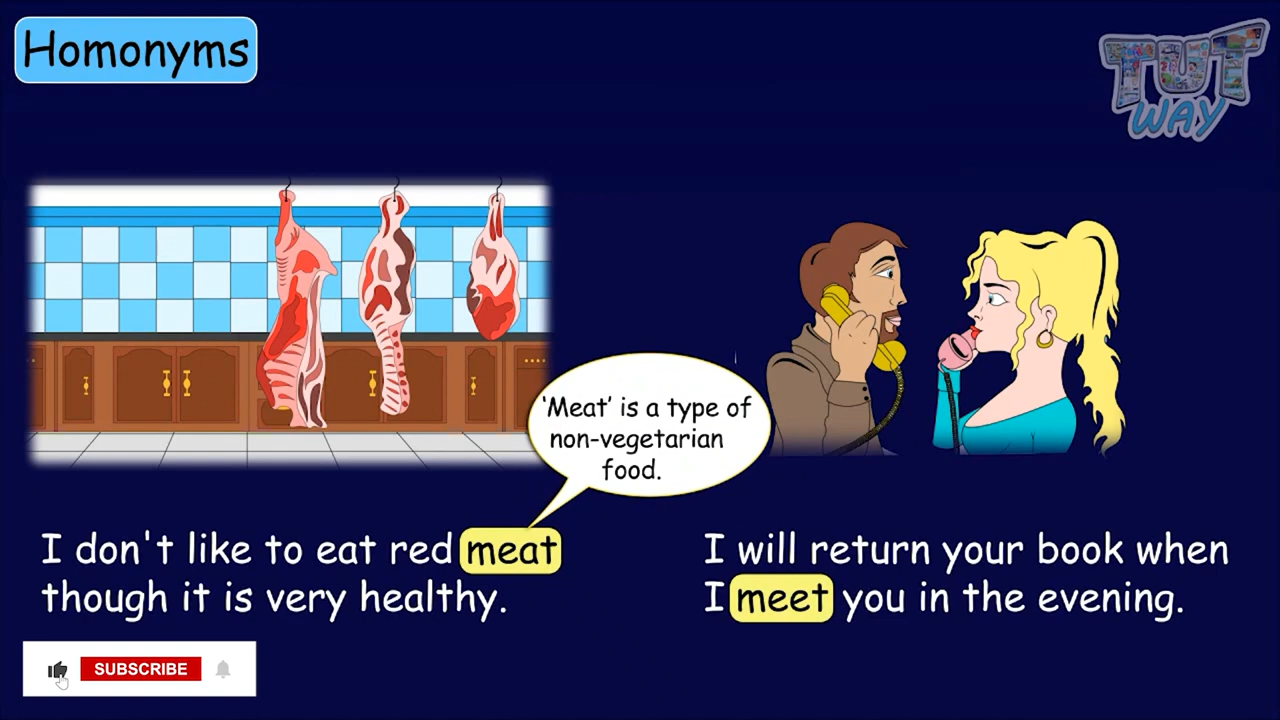 Homonyms
TUT
WAY
'Meat' is a type of
non-vegetarian
food.
I don't like to eat red meat
though it is very healthy.
I will return your book when
I meet you in the evening.
SUBSCRIBE